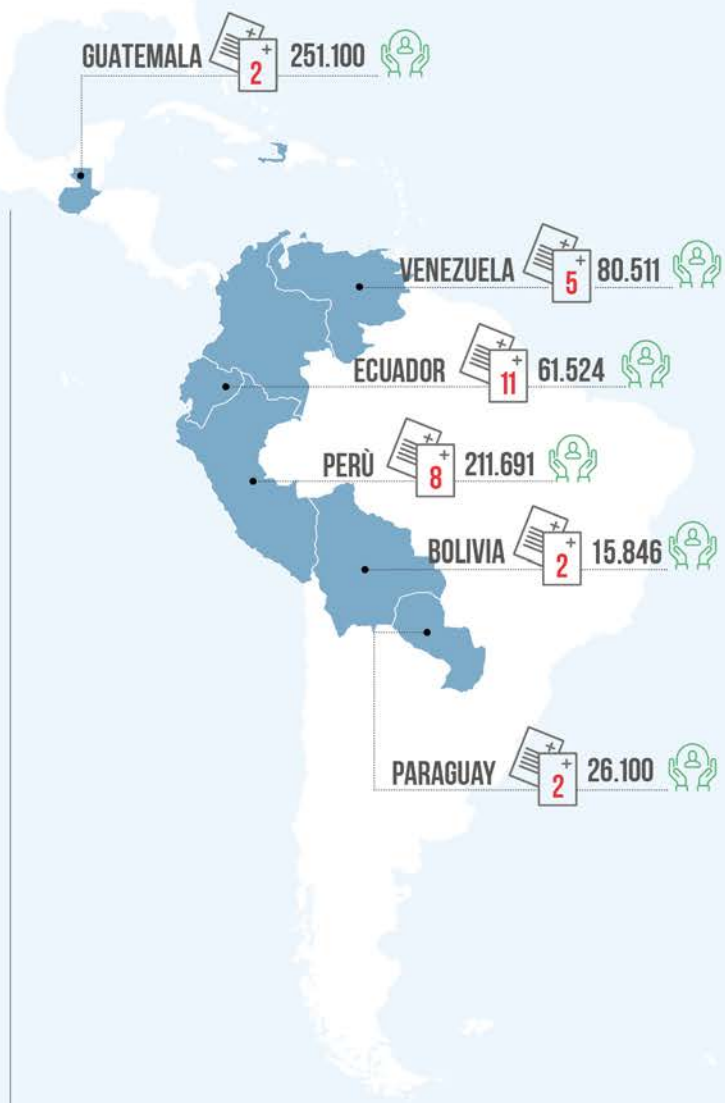 GUATEMALA 2 251.100
VENEZUELA 5 80.511
ECUADOR 11 61.524
PERÙ 8 211.691
BOLIVIA 2 15.846
PARAGUAY 2 26.100